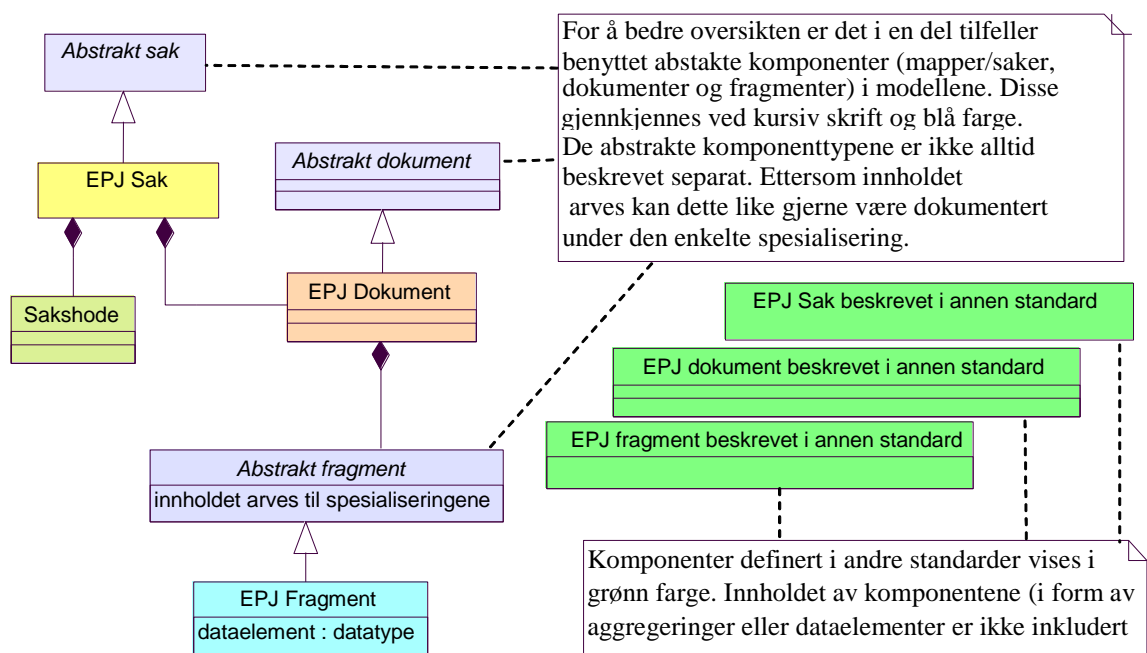 Abstrakt sak
For å bedre oversikten er det i en del tilfeller
benyttet abstakte komponenter (mapper/saker,
dokumenter og fragmenter) i modellene. Disse
gjennkjennes ved kursiv skrift og blå farge.
De abstrakte komponenttypene er ikke alltid
beskrevet separat. Ettersom innholdet
arves kan dette like gjerne være dokumentert
under den enkelte spesialisering.
Abstrakt dokument
EPJ Sak
EPJ Dokument
Sakshode
EPJ Sak beskrevet i annen standard
EPJ dokument beskrevet i annen standard
EPJ fragment beskrevet i annen standard
Abstrakt fragment
innholdet arves til spesialiseringene
EPJ Fragment
dataelement : datatype
Komponenter definert i andre standarder vises i
grønn farge. Innholdet av komponentene (i form av
aggregeringer eller dataelementer er ikke inkludert